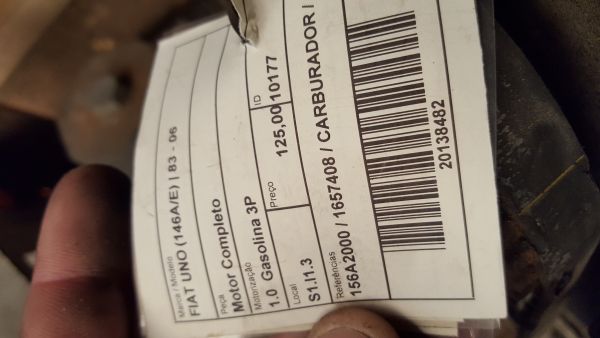 Marca / Modelo
FIAT UNO (146A/E) | 83 - 06
Peça
Motor Completo
Motorização
1.0 Gasolina 3P
Preço
125,00
ID
10177
Local
S1.I1.3
Referências
156A2000 / 1657408 / CARBURADOR /
20138482